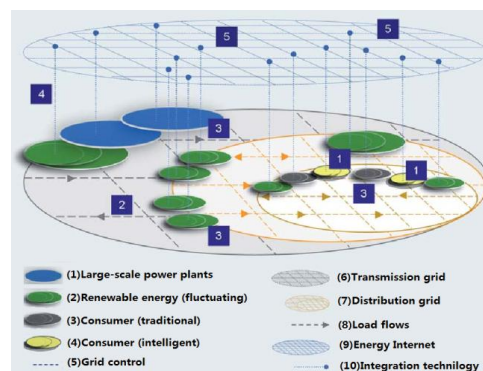 5
5
4
3
1
1
3
2
3
(1)Large-scale power plants
(2)Renewable energy (fluctuating)
(3)Consumer (traditional)
(4)Consumer (intelligent)
(5)Grid control
(6)Transmission grid
(7)Distribution grid
(8)Load flows
(9)Energy Internet
(10)Integration technilogy